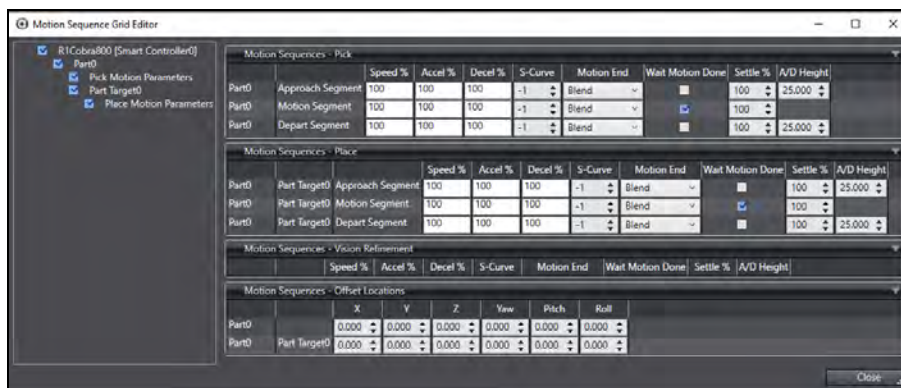 Motion Sequence Grid Editor
R1Cobra800 [Smart Controller0]
Part0
Pick Motion Parameters
Part Target0
Place Motion Parameters
Motion Sequences - Pick
Speed % Accel % Decel % S-Curve Motion End Wait Motion Done Settle % A/D Height
Part0 Approach Segment 100 100 100 -1 Blend 100 25.000
Part0 Motion Segment 100 100 100 -1 Blend 100
Part0 Depart Segment 100 100 100 -1 Blend 100 25.000
Motion Sequences - Place
Speed % Accel % Decel % S-Curve Motion End Wait Motion Done Settle % A/D Height
Part0 Part Target0 Approach Segment 100 100 100 -1 Blend 100 25.000
Part0 Part Target0 Motion Segment 100 100 100 -1 Blend 100
Part0 Part Target0 Depart Segment 100 100 100 -1 Blend 100 25.000
Motion Sequences - Vision Refinement
Speed % Accel % Decel % S-Curve Motion End Wait Motion Done Settle % A/D Height
Motion Sequences - Offset Locations
X Y Z Yaw Pitch Roll
Part0 0.000 0.000 0.000 0.000 0.000 0.000
Part0 Part Target0 0.000 0.000 0.000 0.000 0.000 0.000
Close